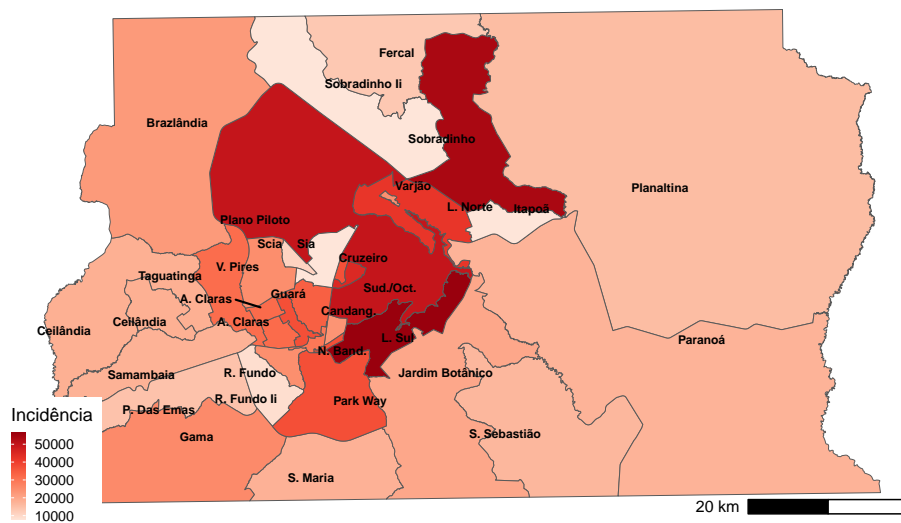 Fercal
Sobradinho Ii
Brazlândia
Sobradinho
Varjão
Planaltina
L. Norte
Itapoã
Plano Piloto
Scia
Sia
Cruzeiro
V. Pires
Taguatinga
Guará
Sud./Oct.
A. Claras
Candang.
A. Claras
Ceilândia
Ceilândia
L. Sul
Paranoá
N. Band.
R. Fundo
Jardim Botânico
Samambaia
R. Fundo Ii
Park Way
P. Das Emas
Gama
S. Sebastião
S. Maria
Incidência
50000
40000
30000
20000
10000
20 km